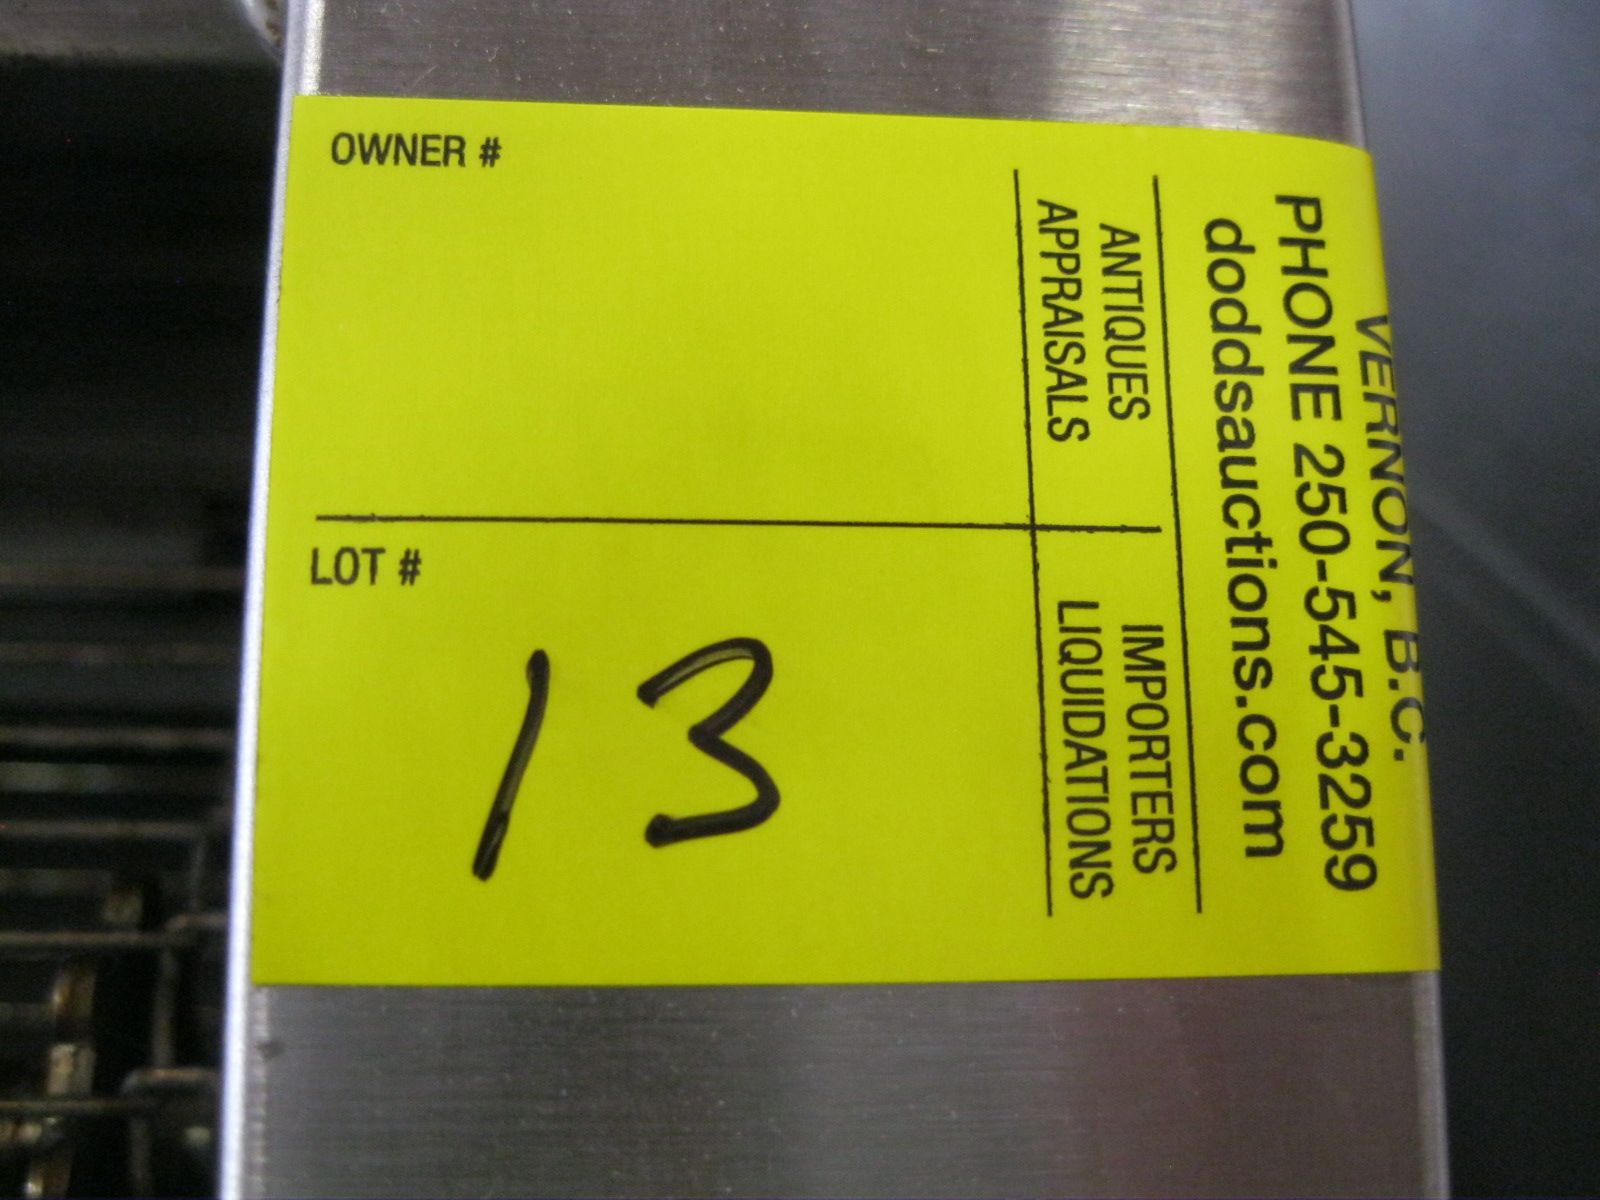 OWNER #
LOT #
13
VERNON, B.C.
PHONE 250-545-3259
doddsauctions.com
ANTIQUES
APPRAISALS
IMPORTERS
LIQUIDATIONS